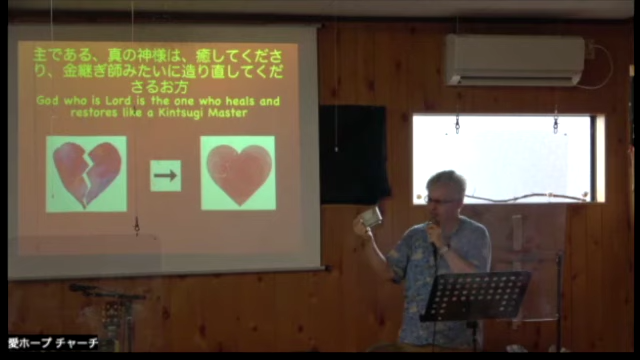 主である、真の神様は、癒してくださ
り、金継ぎ師みたいに造り直してくだ
さるお方
God who is Lord is the one who heals and
restores like a Kintsugi Master
愛ホープ チャーチ